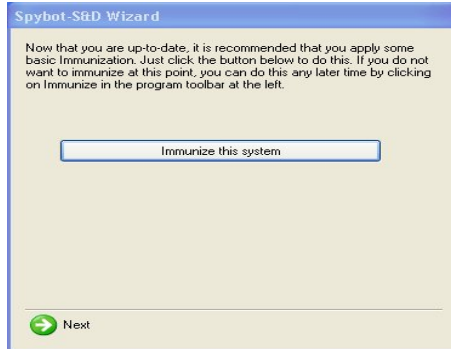 Spybot-S&D Wizard
Now that you are up-to-date, it is recommended that you apply some
basic Immunization. Just click the button below to do this. If you do not
want to immunize at this point, you can do this any later time by clicking
on Immunize in the program toolbar at the left.
Immunize this system
Next